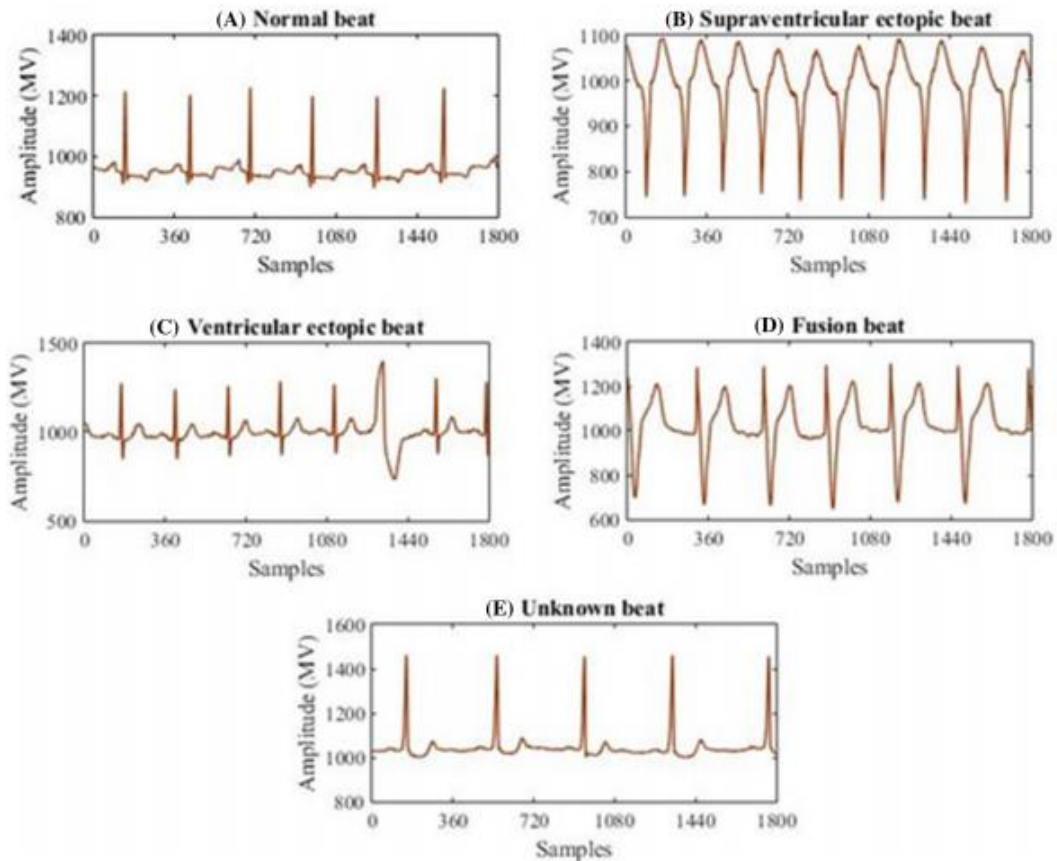 (A) Normal beat
1400
1200
1000
800
Amplitude (MV)
0 360 720 1080 1440 1800
Samples
(B) Supraventricular ectopic beat
1100
1000
900
800
700
Amplitude (MV)
0 360 720 1080 1440 1800
Samples
(C) Ventricular ectopic beat
1500
1000
500
Amplitude (MV)
0 360 720 1080 1440 1800
Samples
(D) Fusion beat
1400
1200
1000
800
600
Amplitude (MV)
0 360 720 1080 1440 1800
Samples
(E) Unknown beat
1600
1400
1200
1000
800
Amplitude (MV)
0 360 720 1080 1440 1800
Samples